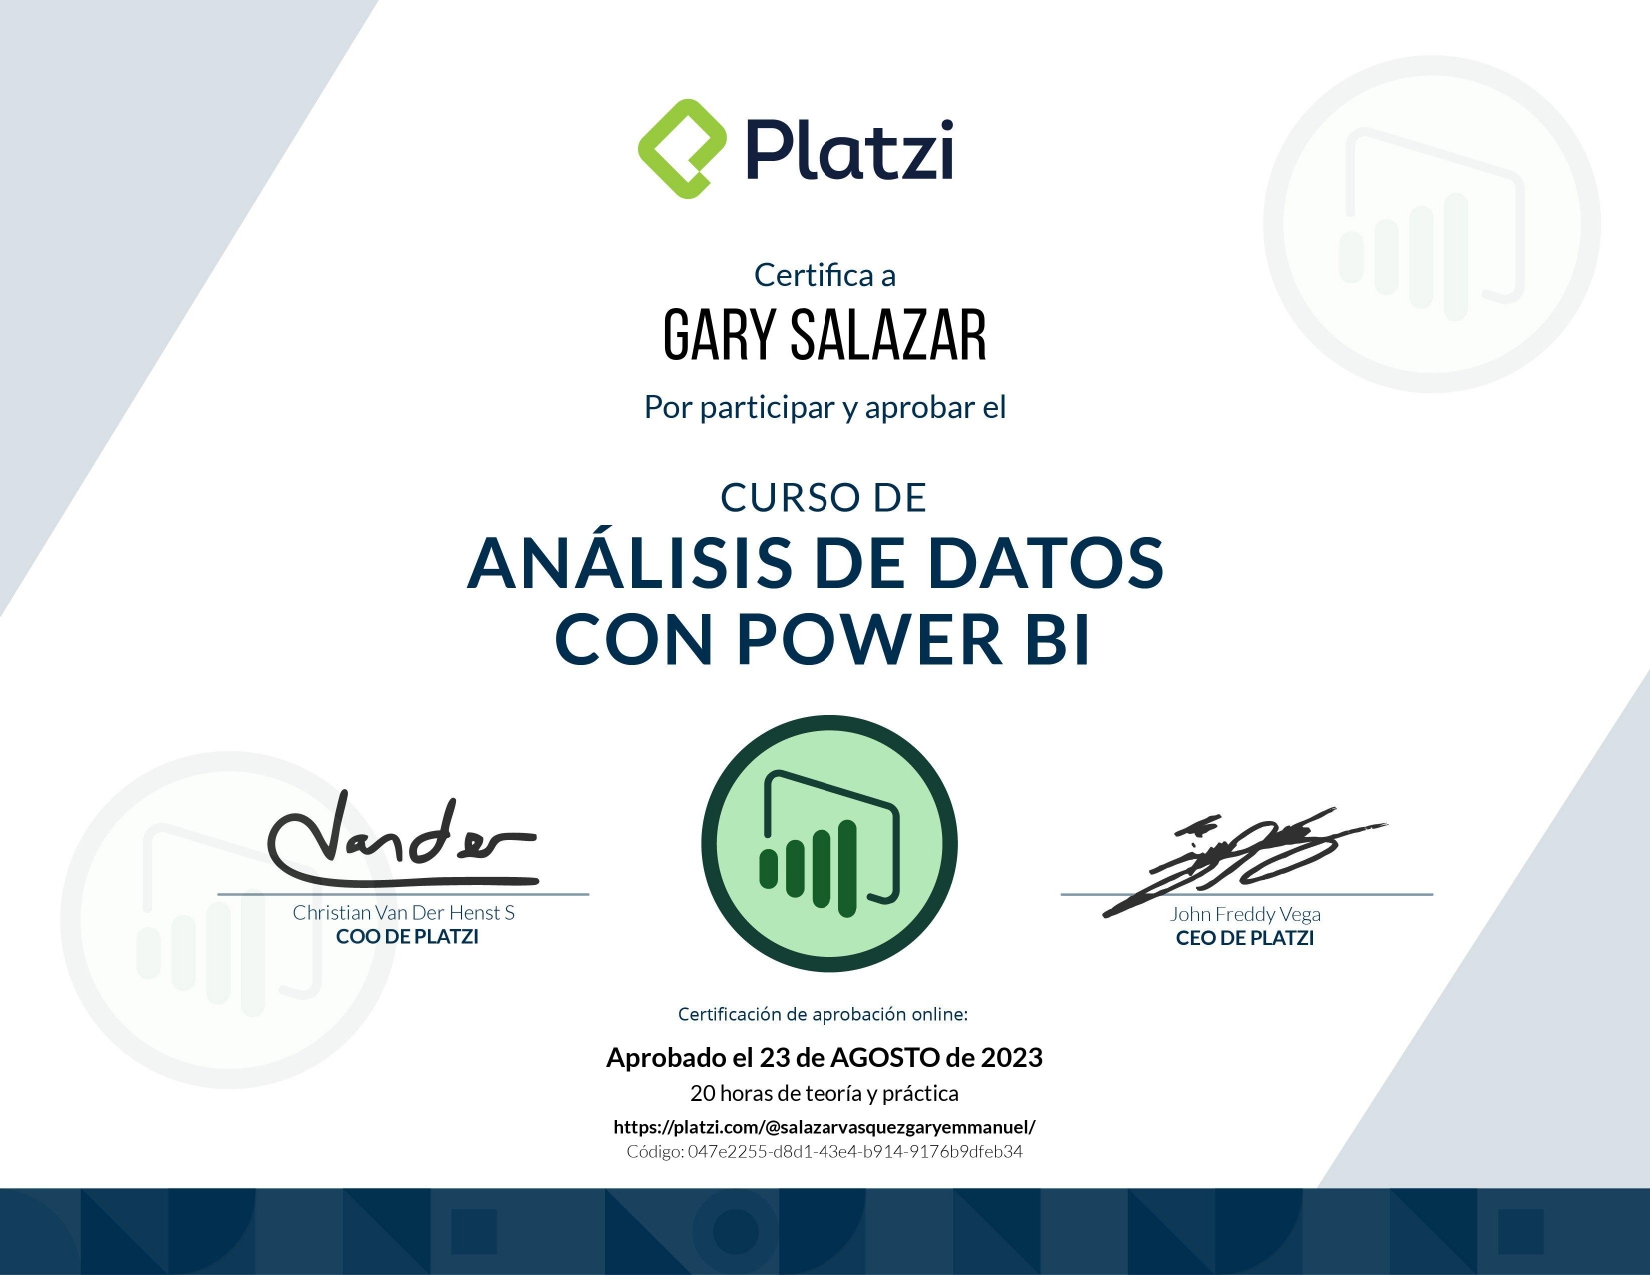 Platzi
Certifica a
GARY SALAZAR
Por participar y aprobar el
CURSO DE
ANÁLISIS DE DATOS
CON POWER BI
Vander
Christian Van Der Henst S
COO DE PLATZI
John Freddy Vega
CEO DE PLATZI
Certificación de aprobación online:
Aprobado el 23 de AGOSTO de 2023
20 horas de teoría y práctica
https://platzi.com/@salazarvasquezgaryemmanuel/
Código: 047e2255-d8d1-43e4-b914-9176b9dfeb34